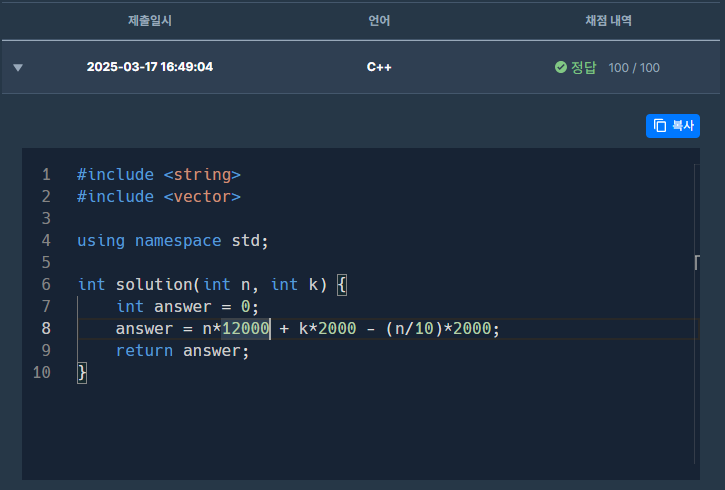 제출일시 언어 채점 내역
2025-03-17 16:49:04 C++ 정답 100 / 100
복사
1 #include <string>
2 #include <vector>
3
4 using namespace std;
5
6 int solution(int n, int k) {
7     int answer = 0;
8     answer = n*12000 + k*2000 - (n/10)*2000;
9     return answer;
10 }